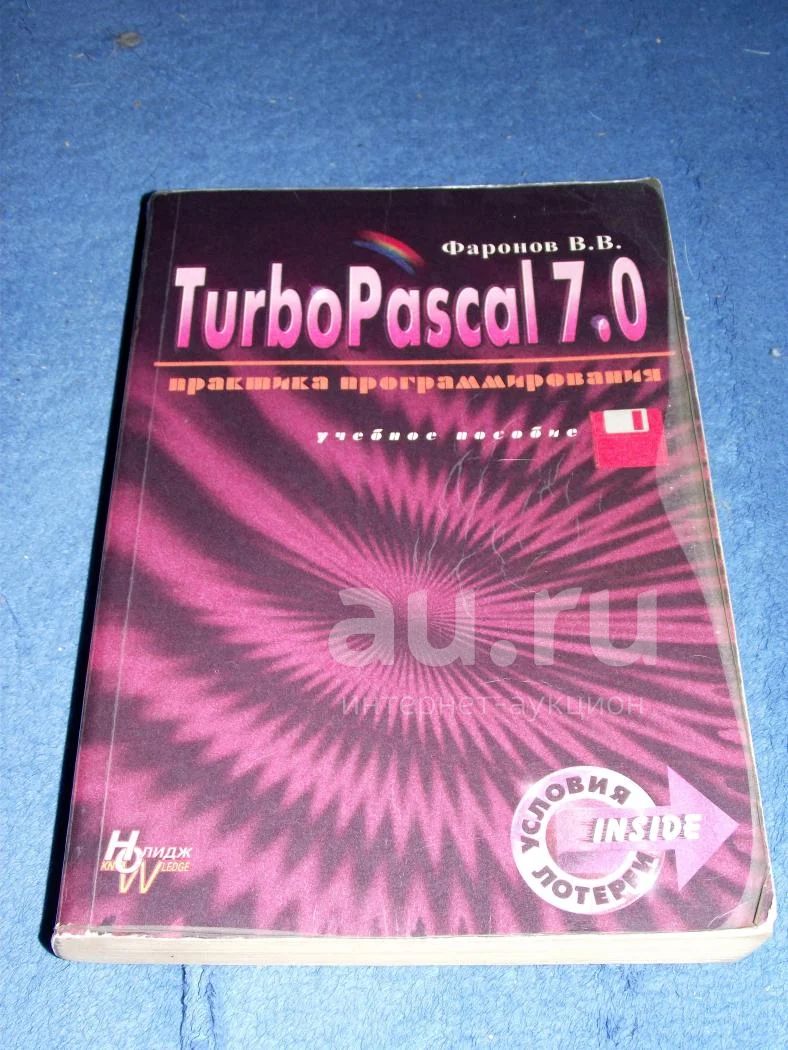 Фаронов В.В.
TurboPascal 7.0
практика программирования
учебное пособие
au.ru
интернет-аукцион
УСЛОВИЯ
INSIDE
ЛОТЕРЕИ
Нолидж
KNOWLEDGE